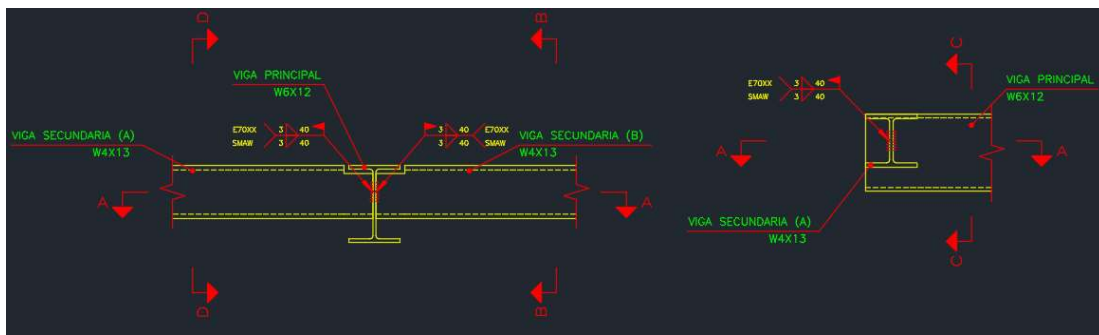 D
B
VIGA PRINCIPAL
W6X12
VIGA SECUNDARIA (A)
W4X13
E70XX 3 40
SMAW 3 40
3 40 E70XX
3 40 SMAW
VIGA SECUNDARIA (B)
W4X13
A
A
D
B
C
E70XX 3 40
SMAW 3 40
VIGA PRINCIPAL
W6X12
A
A
VIGA SECUNDARIA (A)
W4X13
C